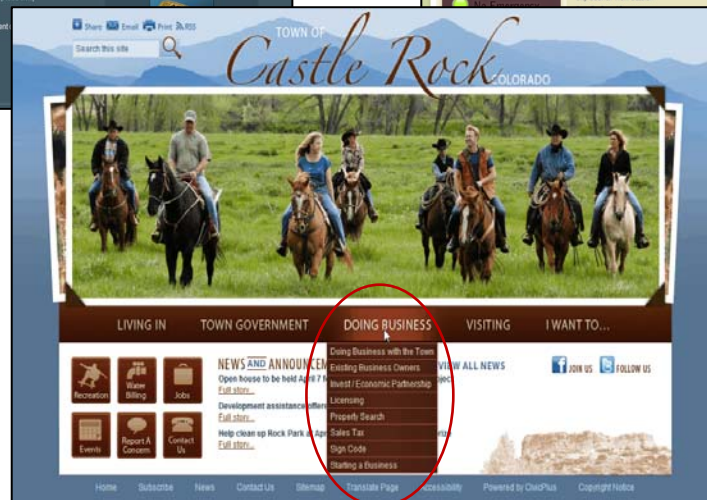 No Emergency
Share Email Print RSS
Search this site
TOWN OF
Castle Rock
COLORADO
LIVING IN TOWN GOVERNMENT DOING BUSINESS VISITING I WANT TO...
Doing Business with the Town
Existing Business Owners
Invest / Economic Partnership
Licensing
Property Search
Sales Tax
Sign Code
Starting a Business
Recreation
Water Billing
Jobs
Events
Report A Concern
Contact Us
NEWS AND ANNOUNCEM
VIEW ALL NEWS
Open house to be held April 7
Full story...
Development assistance
Full story...
Help clean up Rock Park
Full story...
JOIN US
FOLLOW US
Home Subscribe News Contact Us Sitemap Translate Page Accessibility Powered by CivicPlus Copyright Notice